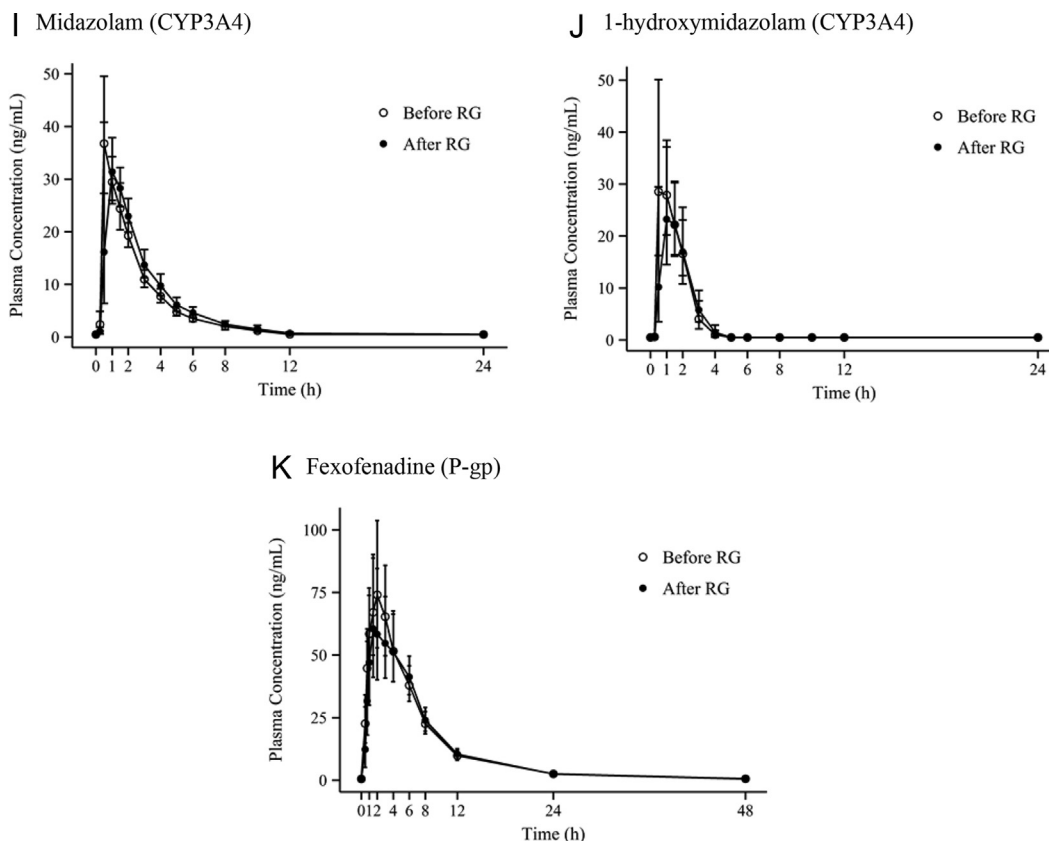 I Midazolam (CYP3A4)
Plasma Concentration (ng/mL)
50
40
30
20
10
0
Before RG
After RG
0 1 2 4 6 8 12 24
Time (h)
J 1-hydroxymidazolam (CYP3A4)
Plasma Concentration (ng/mL)
50
40
30
20
10
0
Before RG
After RG
0 1 2 4 6 8 12 24
Time (h)
K Fexofenadine (P-gp)
Plasma Concentration (ng/mL)
100
75
50
25
0
Before RG
After RG
0 1 2 4 6 8 12 24 48
Time (h)